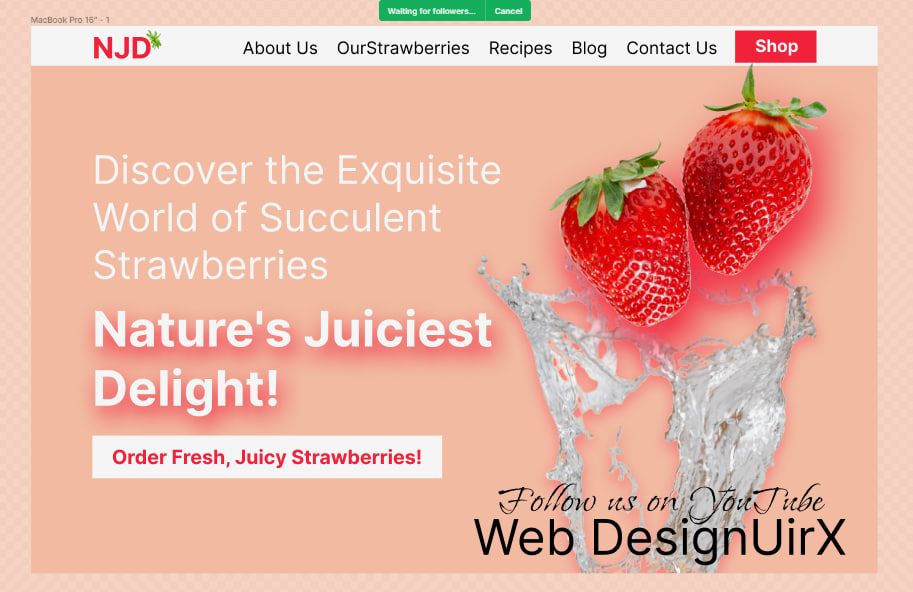 Waiting for followers... Cancel
MacBook Pro 16" - 1
NJD About Us OurStrawberries Recipes Blog Contact Us Shop
Discover the Exquisite
World of Succulent
Strawberries
Nature's Juiciest
Delight!
Order Fresh, Juicy Strawberries!
Follow us on YouTube
Web DesignUirX